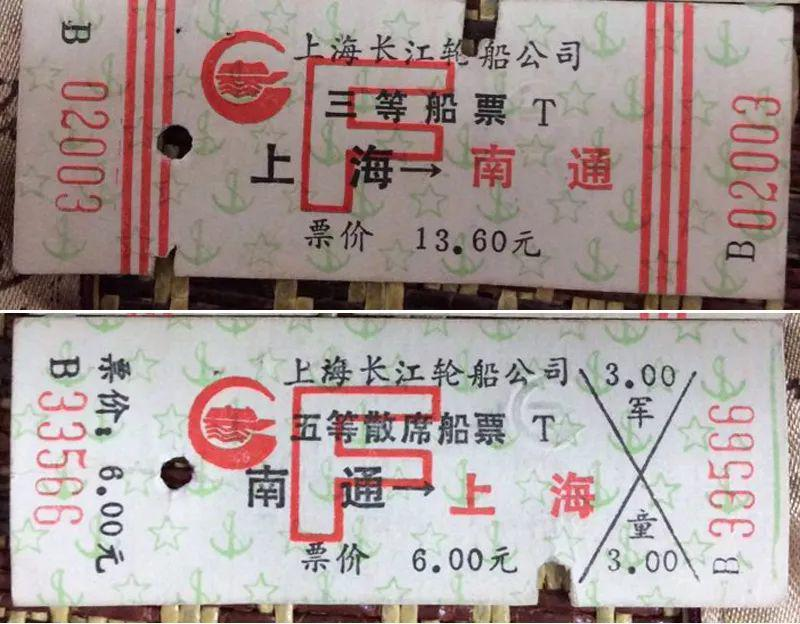 B 02003
上海长江轮船公司
F
三等船票 T
上海→南通
票价 13.60元
B 02003
票价：6.00元
B 33566
上海长江轮船公司
F
五等散席船票 T
南通→上海
票价 6.00元
3.00
军
童
3.00
B 33566